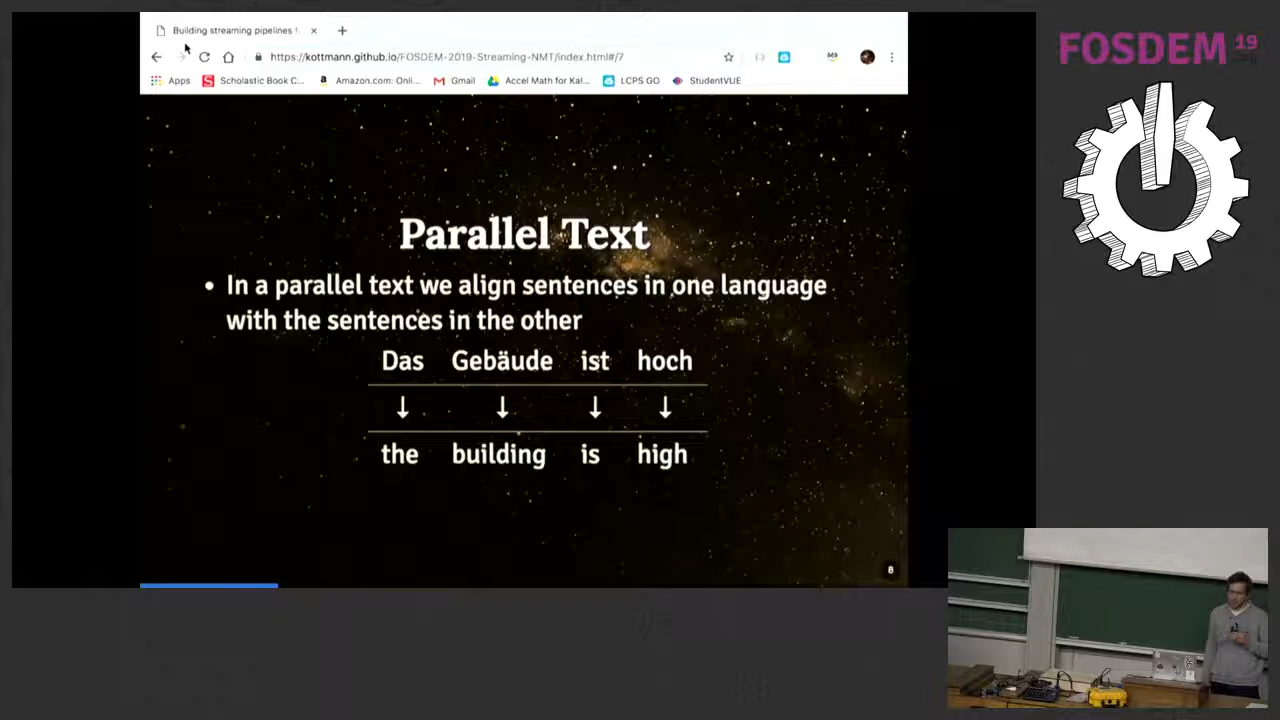 Building streaming pipelines f
https://kottmann.github.io/FOSDEM-2019-Streaming-NMT/index.html#/7
Apps Scholastic Book C... Amazon.com: Onli... Gmail Accel Math for Kal... LCPS GO StudentVUE
Parallel Text
• In a parallel text we align sentences in one language
with the sentences in the other
Das Gebäude ist hoch
↓ ↓ ↓ ↓
the building is high
8
FOSDEM 19